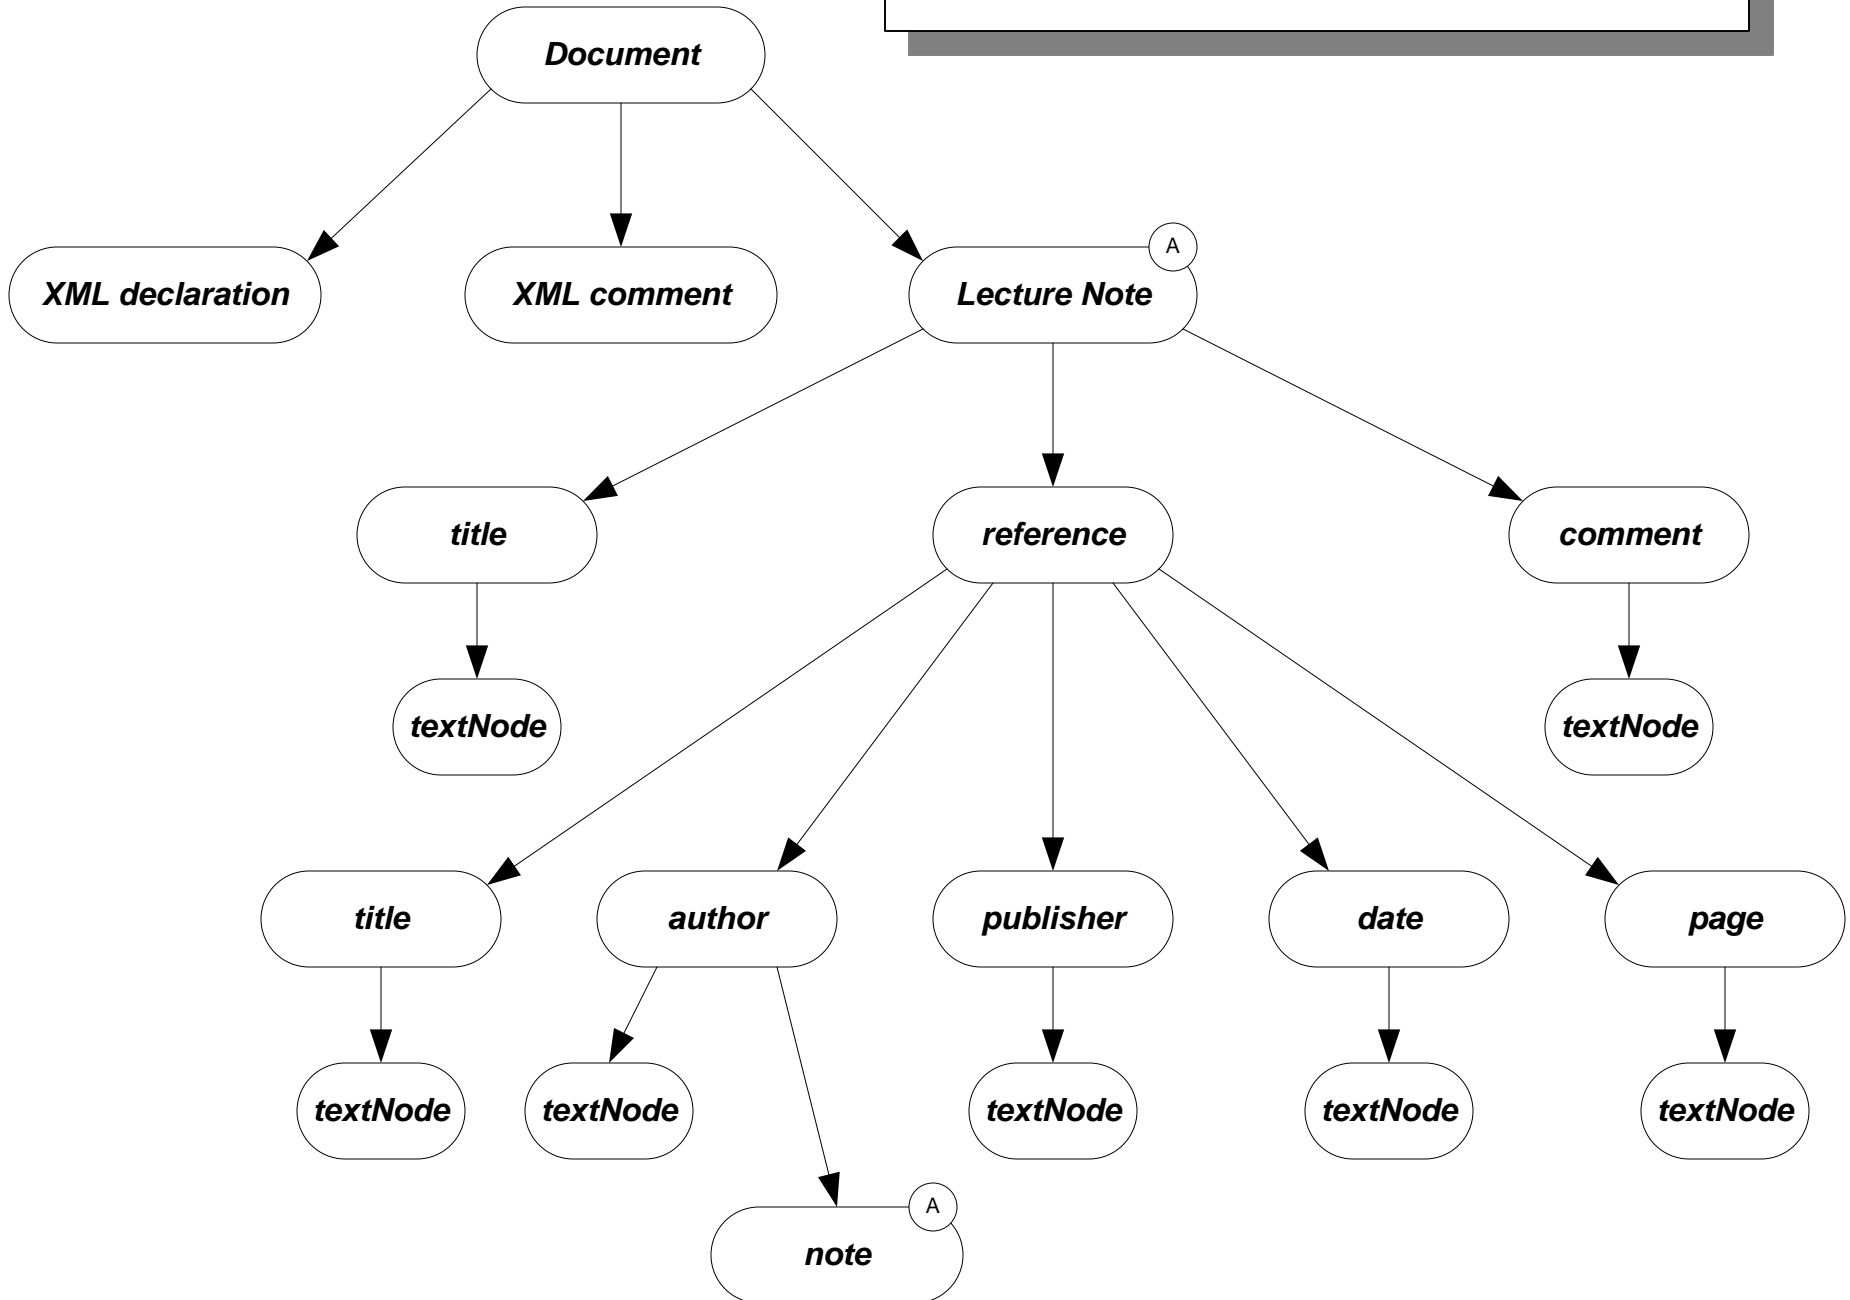 Document
A
XML declaration
XML comment
Lecture Note
title
reference
comment
textNode
textNode
title
author
publisher
date
page
textNode
textNode
textNode
textNode
textNode
A
note